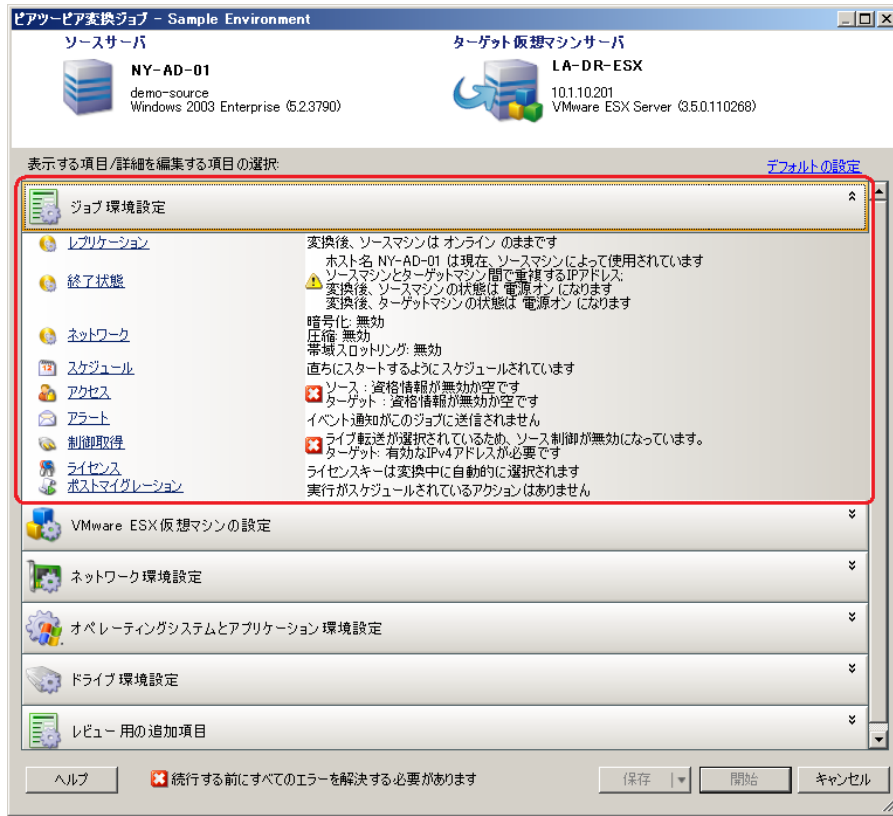 ピアツーピア変換ジョブ - Sample Environment
ソースサーバ
NY-AD-01
demo-source
Windows 2003 Enterprise (5.2.3790)
ターゲット仮想マシンサーバ
LA-DR-ESX
10.1.10.201
VMware ESX Server (3.5.0.110268)
表示する項目/詳細を編集する項目の選択:
デフォルトの設定
ジョブ環境設定
レプリケーション
変換後、ソースマシンは オンライン のままです
終了状態
ホスト名 NY-AD-01 は現在、ソースマシンによって使用されています
ソースマシンとターゲットマシン間で重複するIPアドレス:
変換後、ソースマシンの状態は 電源オン になります
変換後、ターゲットマシンの状態は 電源オン になります
ネットワーク
暗号化: 無効
圧縮: 無効
帯域スロットリング: 無効
スケジュール
直ちにスタートするようにスケジュールされています
アクセス
ソース : 資格情報が無効か空です
ターゲット : 資格情報が無効か空です
アラート
イベント通知がこのジョブに送信されません
制御取得
ライブ転送が選択されているため、ソース制御が無効になっています。
ターゲット: 有効なIPv4アドレスが必要です
ライセンス
ライセンスキーは変換中に自動的に選択されます
ポストマイグレーション
実行がスケジュールされているアクションはありません
VMware ESX仮想マシンの設定
ネットワーク環境設定
オペレーティングシステムとアプリケーション環境設定
ドライブ環境設定
レビュー用の追加項目
ヘルプ
続行する前にすべてのエラーを解決する必要があります
保存
開始
キャンセル